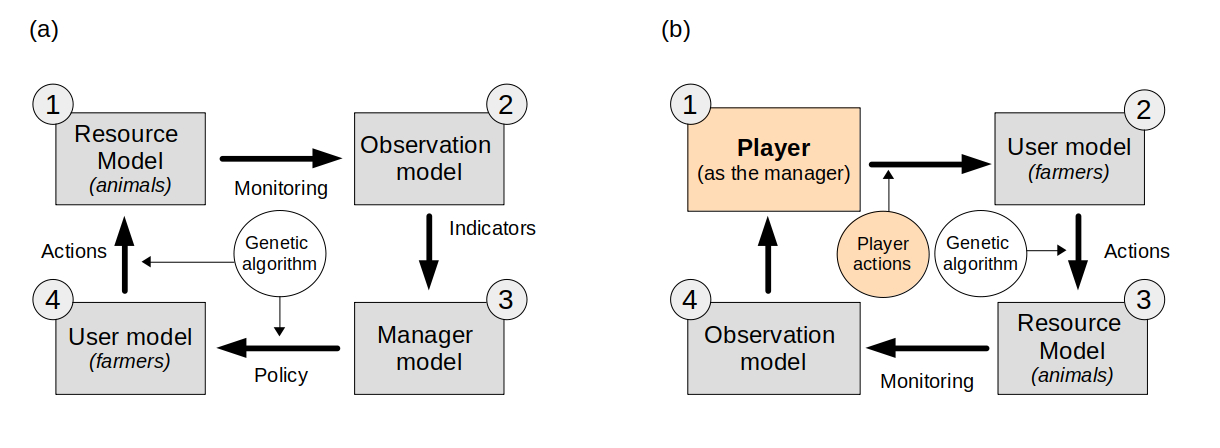 (a)
1
Resource
Model
(animals)
Monitoring
2
Observation
model
Indicators
Genetic
algorithm
Actions
4
User model
(farmers)
Policy
3
Manager
model
(b)
1
Player
(as the manager)
2
User model
(farmers)
Player
actions
Genetic
algorithm
Actions
4
Observation
model
Monitoring
3
Resource
Model
(animals)